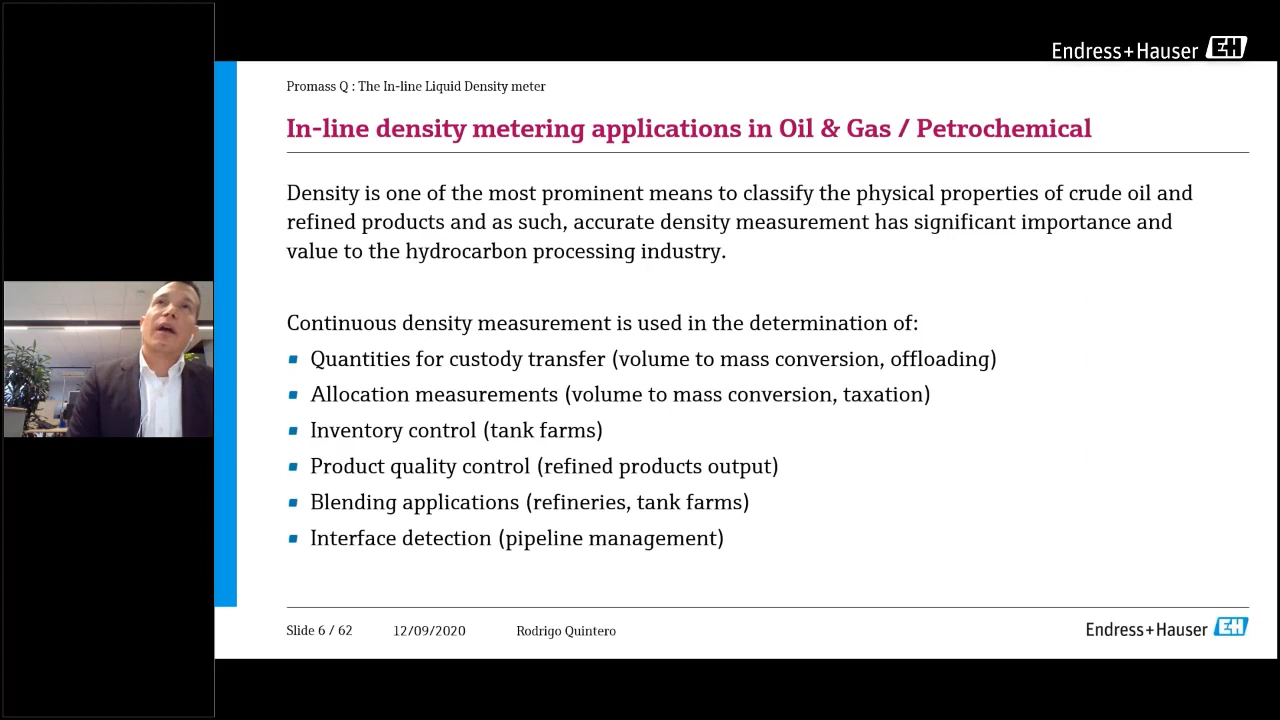 Endress+Hauser EH
Promass Q : The In-line Liquid Density meter
In-line density metering applications in Oil & Gas / Petrochemical
Density is one of the most prominent means to classify the physical properties of crude oil and
refined products and as such, accurate density measurement has significant importance and
value to the hydrocarbon processing industry.
Continuous density measurement is used in the determination of:
Quantities for custody transfer (volume to mass conversion, offloading)
Allocation measurements (volume to mass conversion, taxation)
Inventory control (tank farms)
Product quality control (refined products output)
Blending applications (refineries, tank farms)
Interface detection (pipeline management)
Slide 6 / 62 12/09/2020 Rodrigo Quintero
Endress+Hauser EH